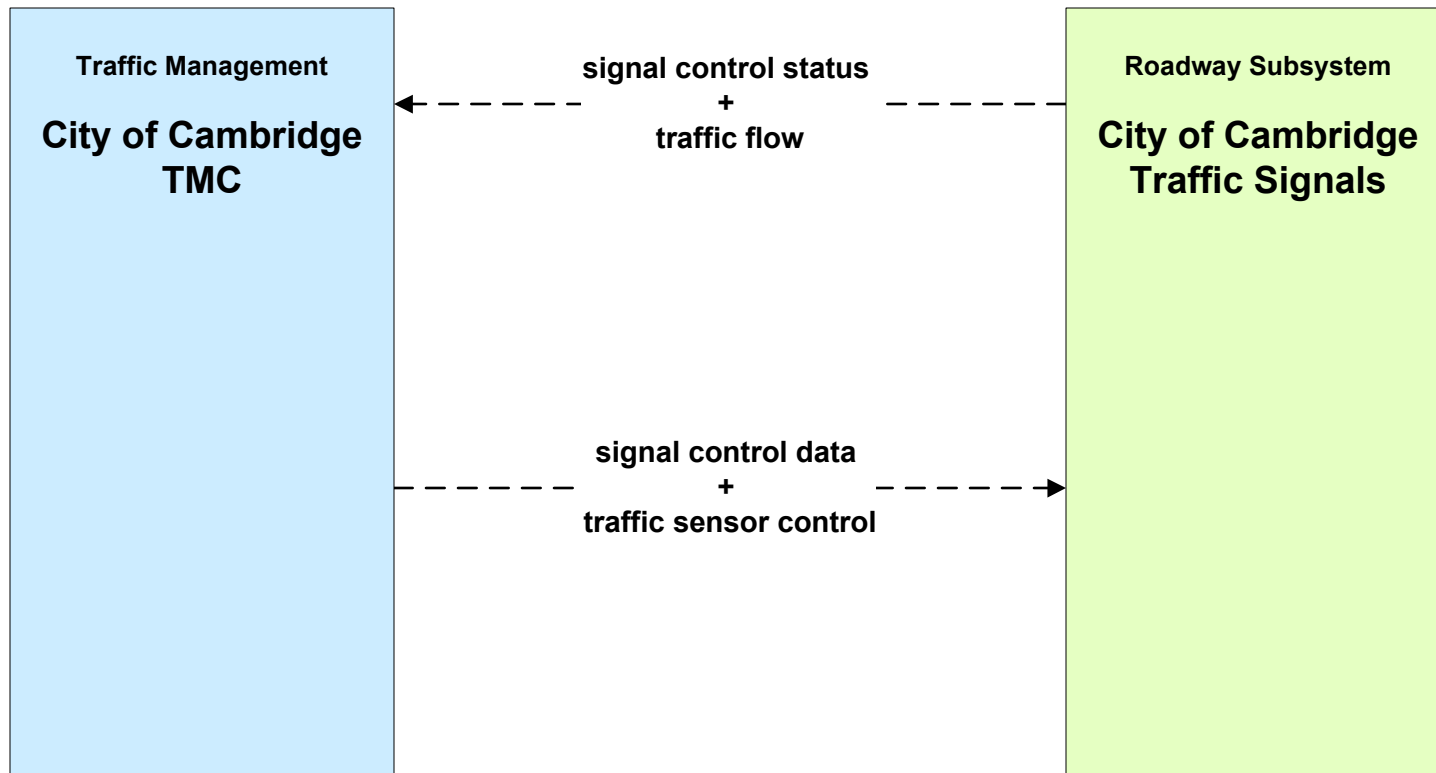 Traffic Management
City of Cambridge
TMC
signal control status
+
traffic flow
Roadway Subsystem
City of Cambridge
Traffic Signals
signal control data
+
traffic sensor control